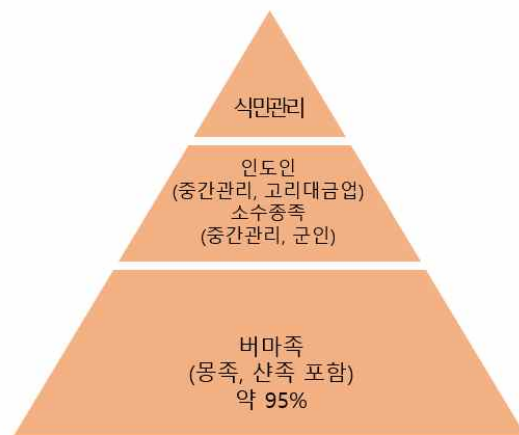 식민관리
인도인
(중간관리, 고리대금업)
소수종족
(중간관리, 군인)
버마족
(몽족, 샨족 포함)
약 95%